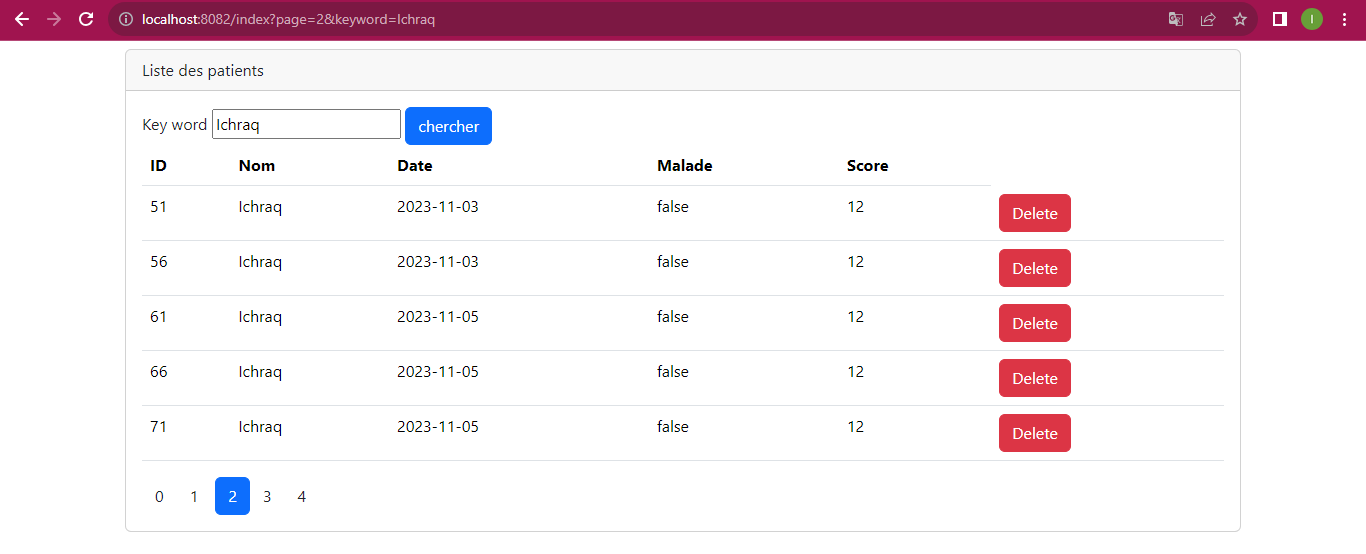 localhost:8082/index?page=2&keyword=Ichraq
I
Liste des patients
Key word Ichraq chercher
ID Nom Date Malade Score
51 Ichraq 2023-11-03 false 12 Delete
56 Ichraq 2023-11-03 false 12 Delete
61 Ichraq 2023-11-05 false 12 Delete
66 Ichraq 2023-11-05 false 12 Delete
71 Ichraq 2023-11-05 false 12 Delete
0 1 2 3 4